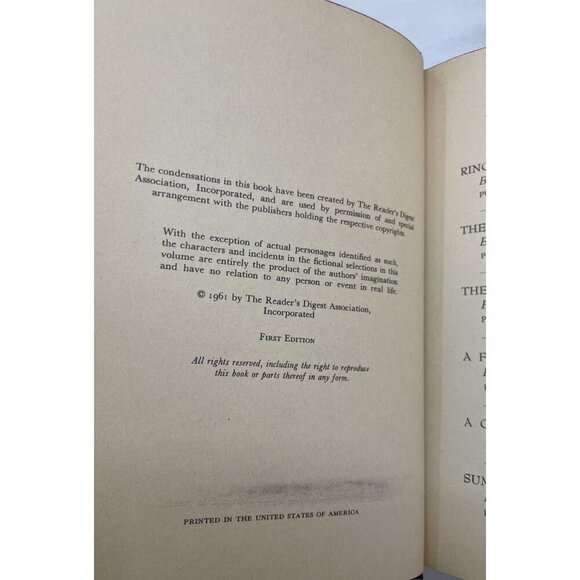 The condensations in this book have been created by The Reader's Digest
Association, Incorporated, and are used by permission of and special
arrangement with the publishers holding the respective copyrights.
With the exception of actual personages identified as such,
the characters and incidents in the fictional selections in this
volume are entirely the product of the authors' imagination
and have no relation to any person or event in real life.
© 1961 by The Reader's Digest Association,
Incorporated
First Edition
All rights reserved, including the right to reproduce
this book or parts thereof in any form.
PRINTED IN THE UNITED STATES OF AMERICA
THE
THE
A
A